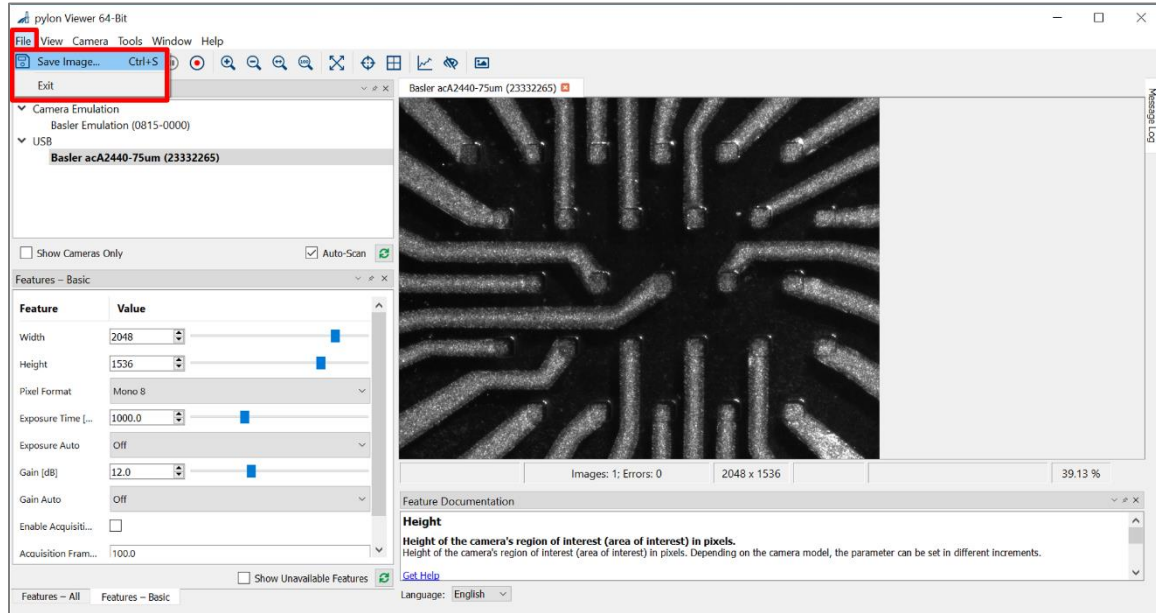 pylon Viewer 64-Bit
File View Camera Tools Window Help
Save Image... Ctrl+S
Exit
Basler acA2440-75um (23332265)
Message Log
Camera Emulation
Basler Emulation (0815-0000)
USB
Basler acA2440-75um (23332265)
Show Cameras Only Auto-Scan
Features – Basic
Feature Value
Width 2048
Height 1536
Pixel Format Mono 8
Exposure Time [... 1000.0
Exposure Auto Off
Gain [dB] 12.0
Gain Auto Off
Enable Acquisiti...
Acquisition Fram... 100.0
Show Unavailable Features
Features – All Features – Basic
Images: 1; Errors: 0 2048 x 1536 39.13 %
Feature Documentation
Height
Height of the camera's region of interest (area of interest) in pixels.
Height of the camera's region of interest (area of interest) in pixels. Depending on the camera model, the parameter can be set in different increments.
Get Help
Language: English